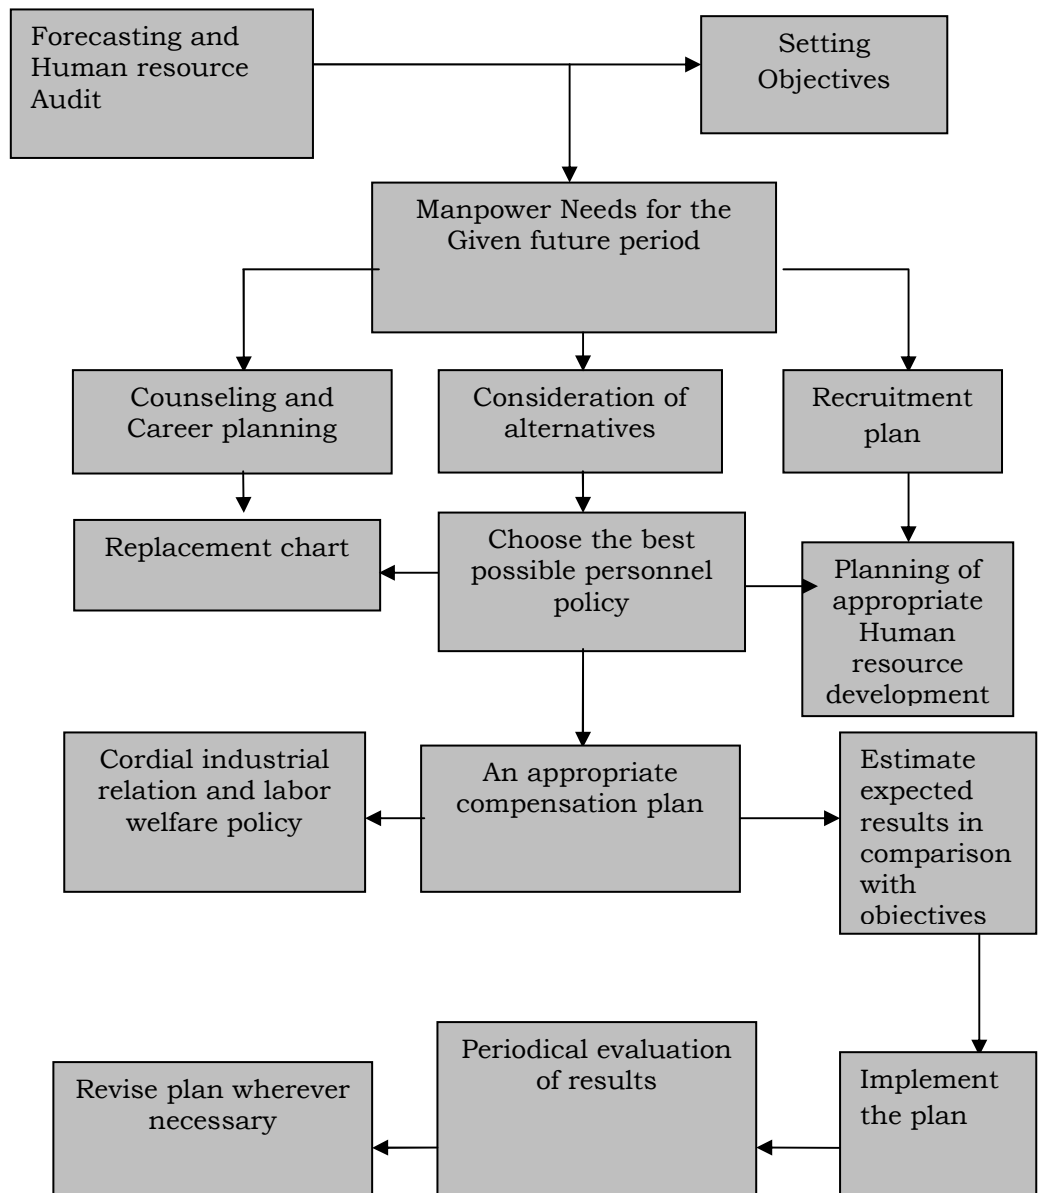 Forecasting and
Human resource
Audit
Setting
Objectives
Manpower Needs for the
Given future period
Counseling and
Career planning
Consideration of
alternatives
Recruitment
plan
Replacement chart
Choose the best
possible personnel
policy
Planning of
appropriate
Human
resource
development
Cordial industrial
relation and labor
welfare policy
An appropriate
compensation plan
Estimate
expected
results in
comparison
with
objectives
Revise plan wherever
necessary
Periodical evaluation
of results
Implement
the plan